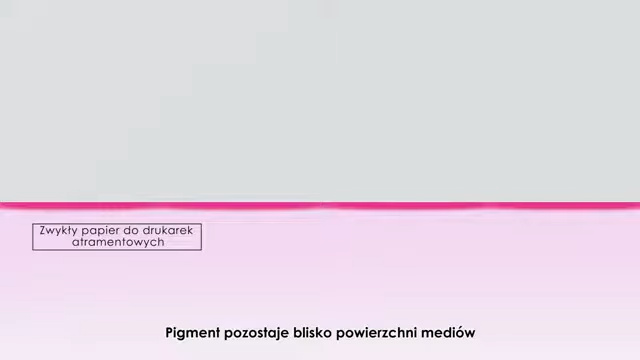 Zwykły papier do drukarek
atramentowych
Pigment pozostaje blisko powierzchni mediów